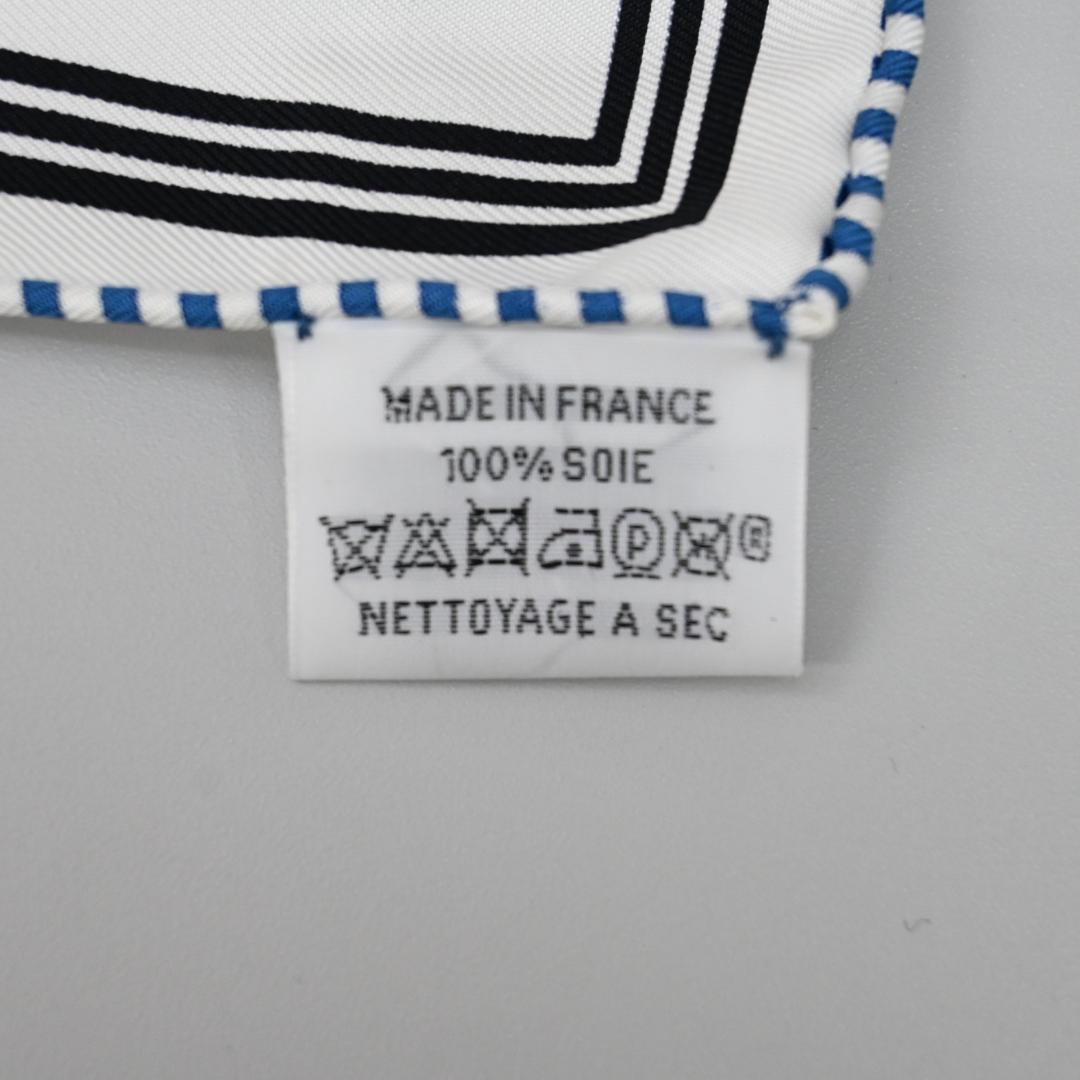 MADE IN FRANCE
100% SOIE
P ®
NETTOYAGE A SEC